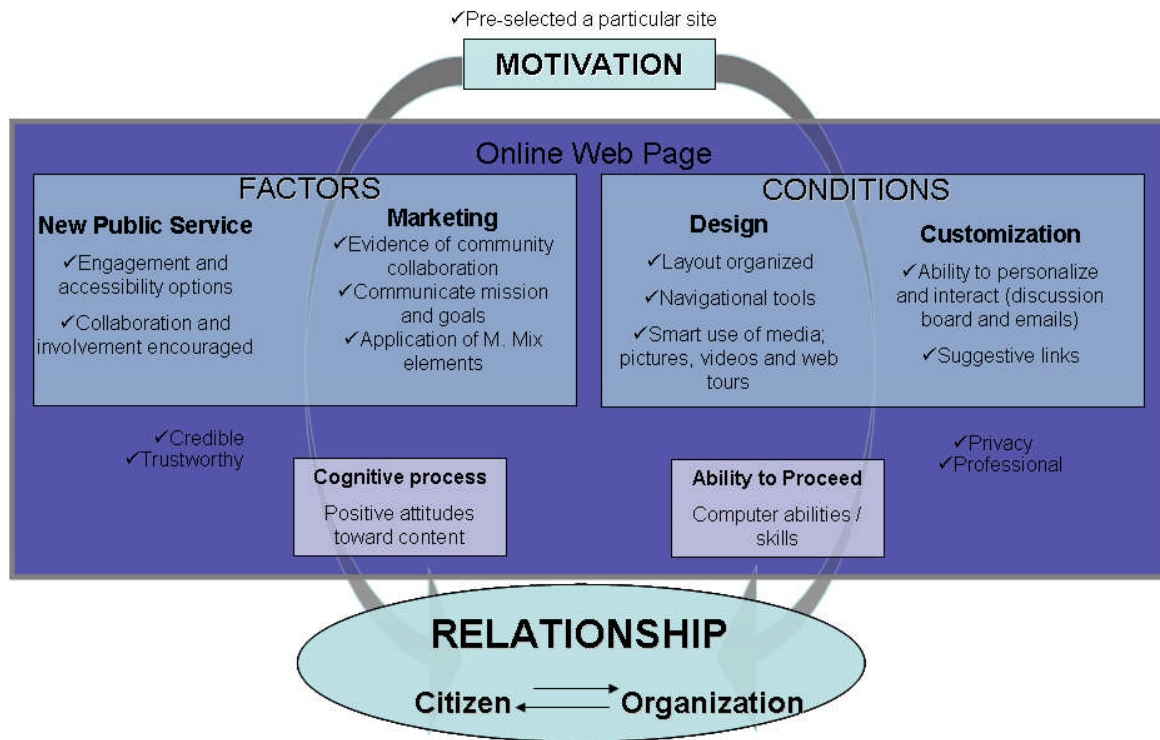 ✓Pre-selected a particular site
MOTIVATION
Online Web Page
FACTORS
New Public Service
✓Engagement and
accessibility options
✓Collaboration and
involvement encouraged
Marketing
✓Evidence of community
collaboration
✓Communicate mission
and goals
✓Application of M. Mix
elements
CONDITIONS
Design
✓Layout organized
✓Navigational tools
✓Smart use of media;
pictures, videos and web
tours
Customization
✓Ability to personalize
and interact (discussion
board and emails)
✓Suggestive links
✓Credible
✓Trustworthy
Cognitive process
Positive attitudes
toward content
Ability to Proceed
Computer abilities /
skills
✓Privacy
✓Professional
RELATIONSHIP
Citizen Organization